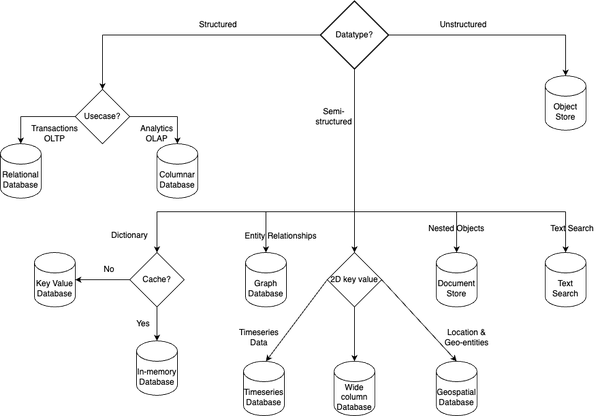 Structured
Datatype?
Unstructured
Usecase?
Semi-
structured
Object
Store
Transactions
OLTP
Analytics
OLAP
Relational
Database
Columnar
Database
Dictionary
Entity Relationships
Nested Objects
Text Search
No
Cache?
Key Value
Database
Graph
Database
2D key value
Document
Store
Text
Search
Yes
Timeseries
Data
Location &
Geo-entities
In-memory
Database
Timeseries
Database
Wide
column
Database
Geospatial
Database